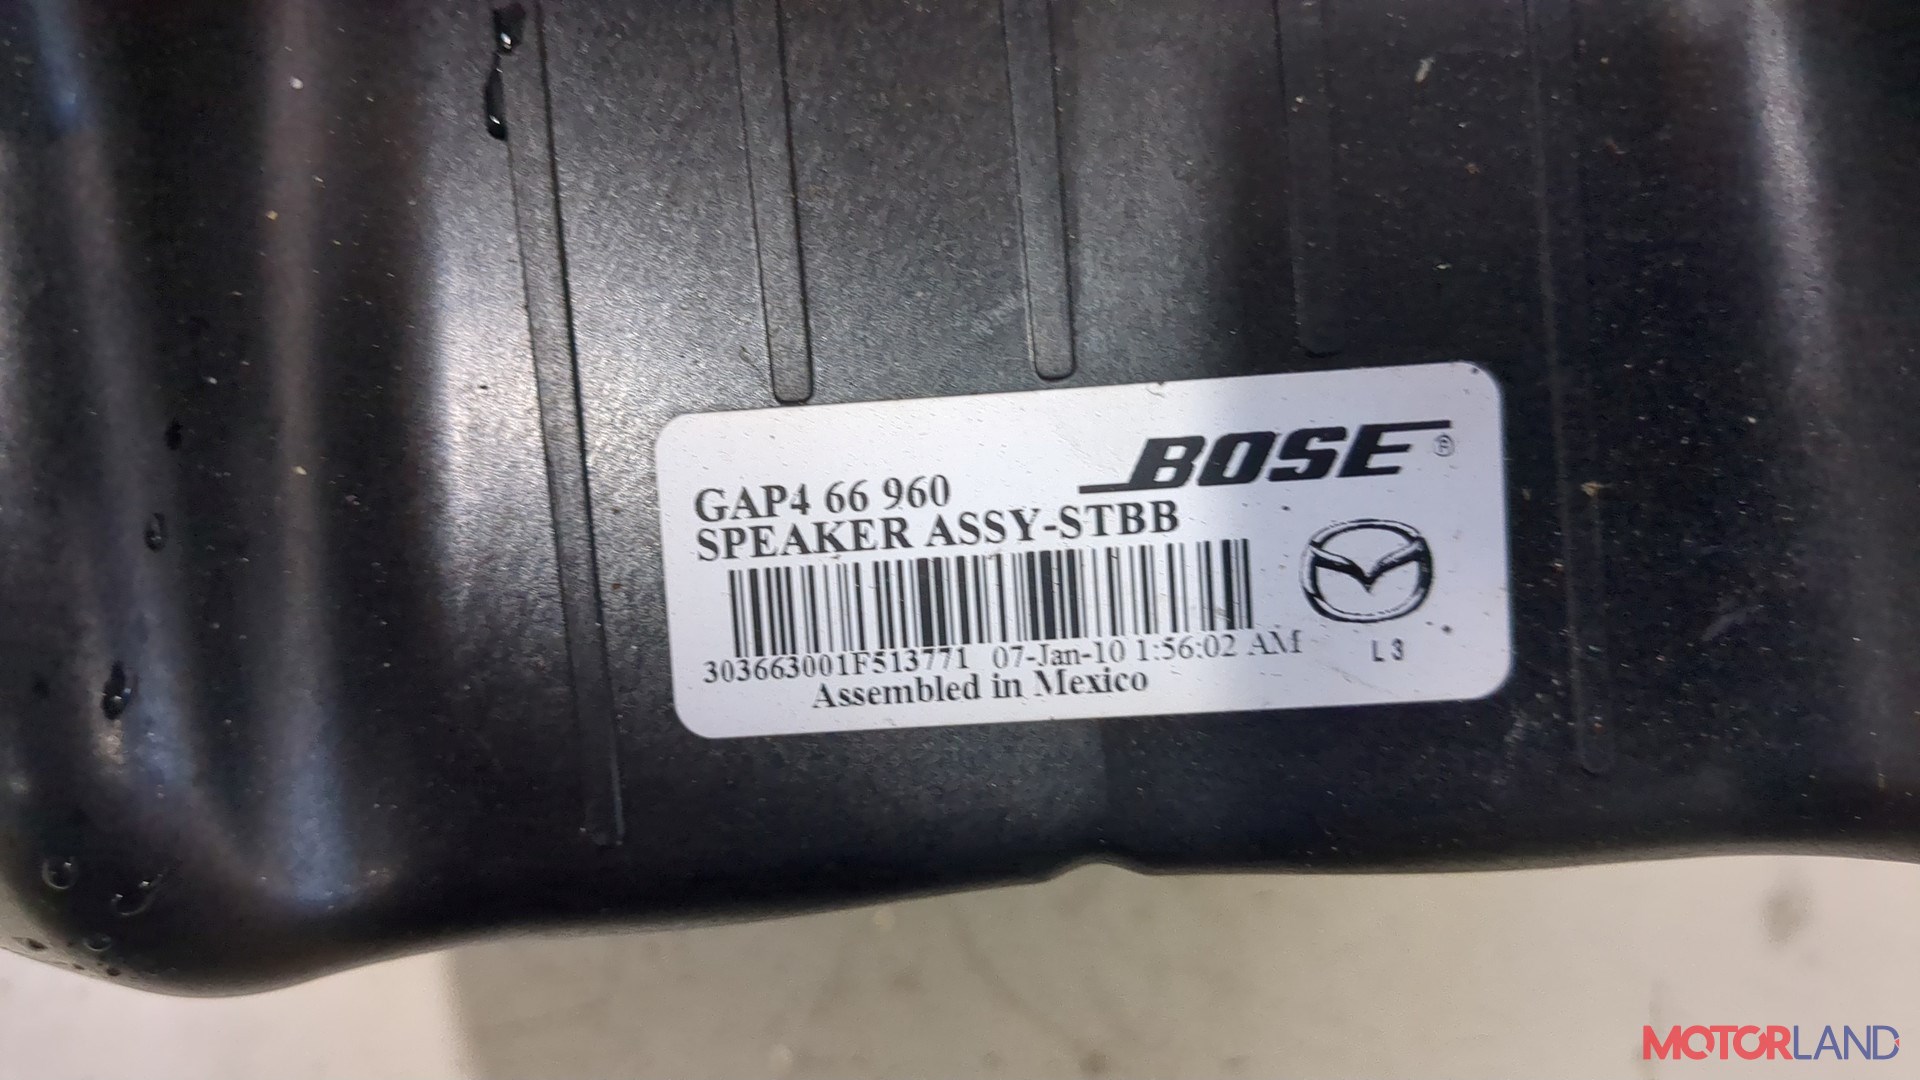 BOSE®
GAP4 66 960
SPEAKER ASSY-STBB
303663001F513771 07-Jan-10 1:56:02 AM
L3
Assembled in Mexico
MOTORLAND